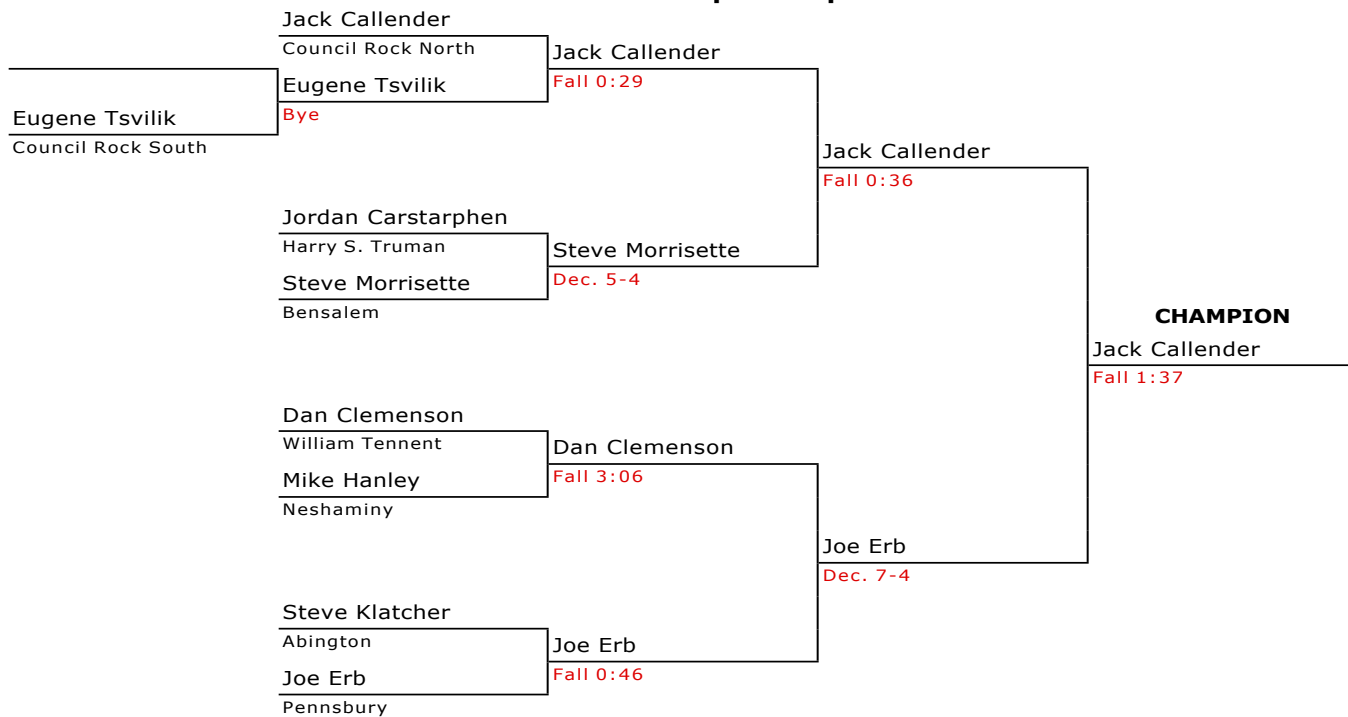 Jack Callender
Council Rock North
Jack Callender
Eugene Tsvilik
Fall 0:29
Eugene Tsvilik
Bye
Council Rock South
Jack Callender
Fall 0:36
Jordan Carstarphen
Harry S. Truman
Steve Morrisette
Steve Morrisette
Dec. 5-4
Bensalem
CHAMPION
Jack Callender
Fall 1:37
Dan Clemenson
William Tennent
Dan Clemenson
Mike Hanley
Fall 3:06
Neshaminy
Joe Erb
Dec. 7-4
Steve Klatcher
Abington
Joe Erb
Joe Erb
Fall 0:46
Pennsbury